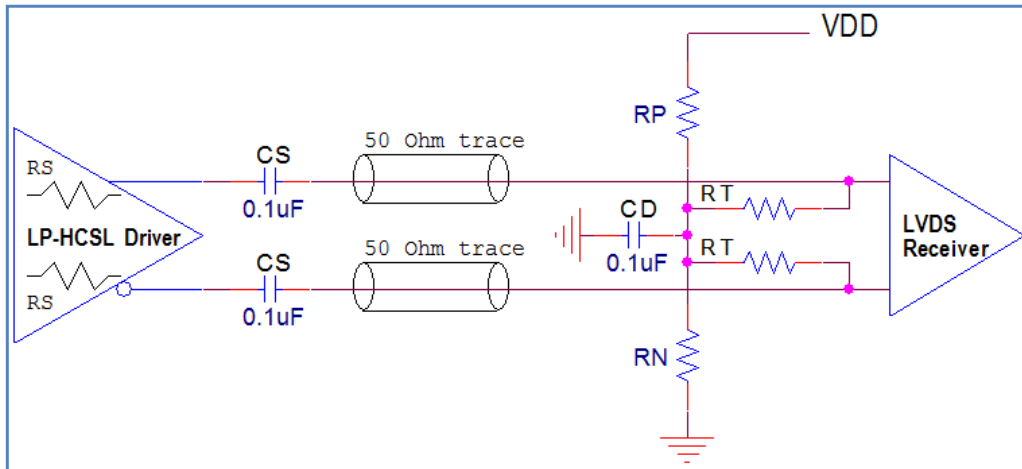 VDD
RP
50 Ohm trace
CS
RS
0.1uF
RT
CD
LP-HCSL Driver
LVDS
Receiver
50 Ohm trace
RT
CS
0.1uF
RS
0.1uF
RN